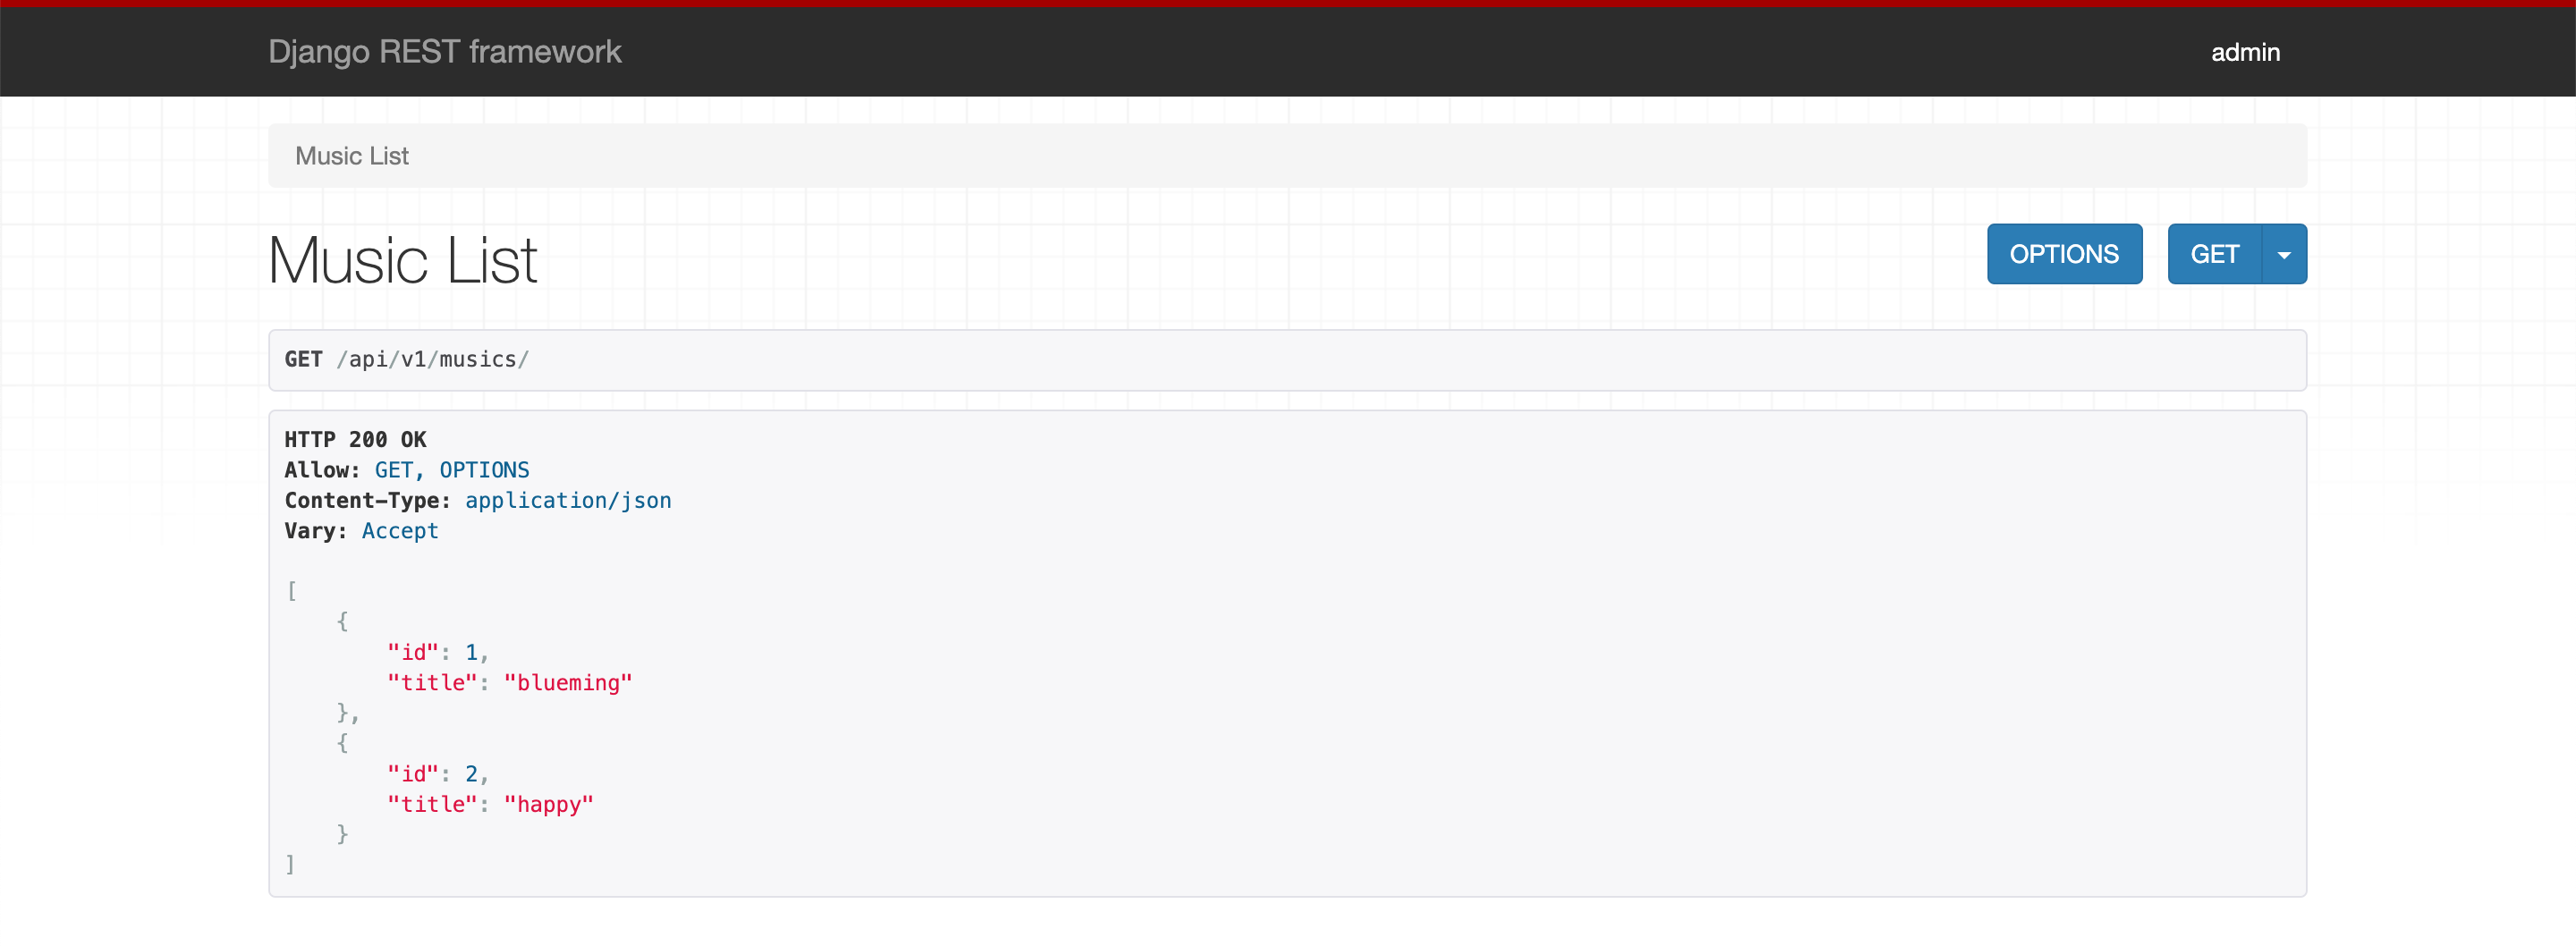 Django REST framework
admin
Music List
Music List
OPTIONS
GET
GET /api/v1/musics/
HTTP 200 OK
Allow: GET, OPTIONS
Content-Type: application/json
Vary: Accept
[
    {
        "id": 1,
        "title": "blueming"
    },
    {
        "id": 2,
        "title": "happy"
    }
]